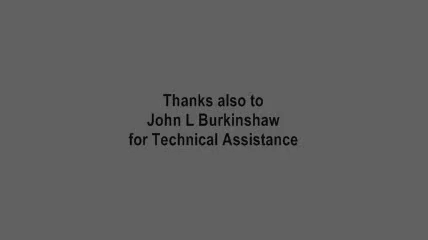 Thanks also to
John L Burkinshaw
for Technical Assistance